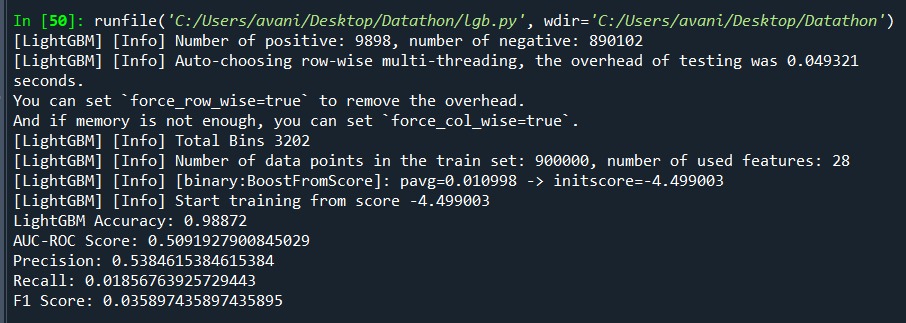 In [50]: runfile('C:/Users/avani/Desktop/Datathon/lgb.py', wdir='C:/Users/avani/Desktop/Datathon')
[LightGBM] [Info] Number of positive: 9898, number of negative: 890102
[LightGBM] [Info] Auto-choosing row-wise multi-threading, the overhead of testing was 0.049321
seconds.
You can set `force_row_wise=true` to remove the overhead.
And if memory is not enough, you can set `force_col_wise=true`.
[LightGBM] [Info] Total Bins 3202
[LightGBM] [Info] Number of data points in the train set: 900000, number of used features: 28
[LightGBM] [Info] [binary:BoostFromScore]: pavg=0.010998 -> initscore=-4.499003
[LightGBM] [Info] Start training from score -4.499003
LightGBM Accuracy: 0.98872
AUC-ROC Score: 0.5091927900845029
Precision: 0.5384615384615384
Recall: 0.01856763925729443
F1 Score: 0.035897435897435895